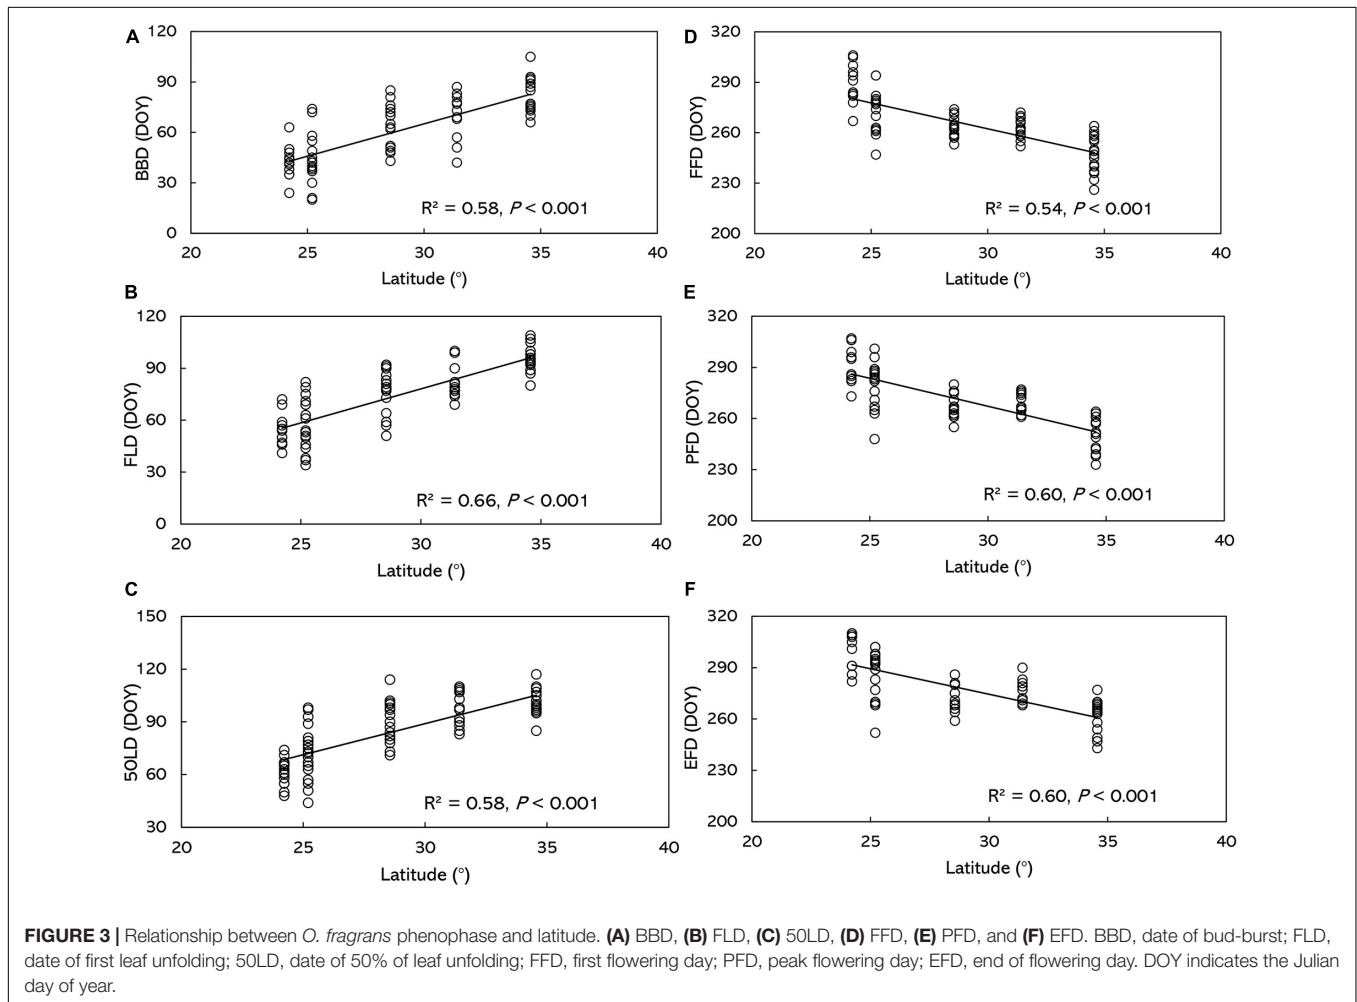 A
BBD (DOY)
120
90
60
30
0
R² = 0.58, P < 0.001
20 25 30 35 40
Latitude (°)
D
FFD (DOY)
320
290
260
230
200
R² = 0.54, P < 0.001
20 25 30 35 40
Latitude (°)
B
FLD (DOY)
120
90
60
30
0
R² = 0.66, P < 0.001
20 25 30 35 40
Latitude (°)
E
PFD (DOY)
320
290
260
230
200
R² = 0.60, P < 0.001
20 25 30 35 40
Latitude (°)
C
50LD (DOY)
150
120
90
60
30
R² = 0.58, P < 0.001
20 25 30 35 40
Latitude (°)
F
EFD (DOY)
320
290
260
230
200
R² = 0.60, P < 0.001
20 25 30 35 40
Latitude (°)
FIGURE 3 | Relationship between O. fragrans phenophase and latitude. (A) BBD, (B) FLD, (C) 50LD, (D) FFD, (E) PFD, and (F) EFD. BBD, date of bud-burst; FLD,
date of first leaf unfolding; 50LD, date of 50% of leaf unfolding; FFD, first flowering day; PFD, peak flowering day; EFD, end of flowering day. DOY indicates the Julian
day of year.